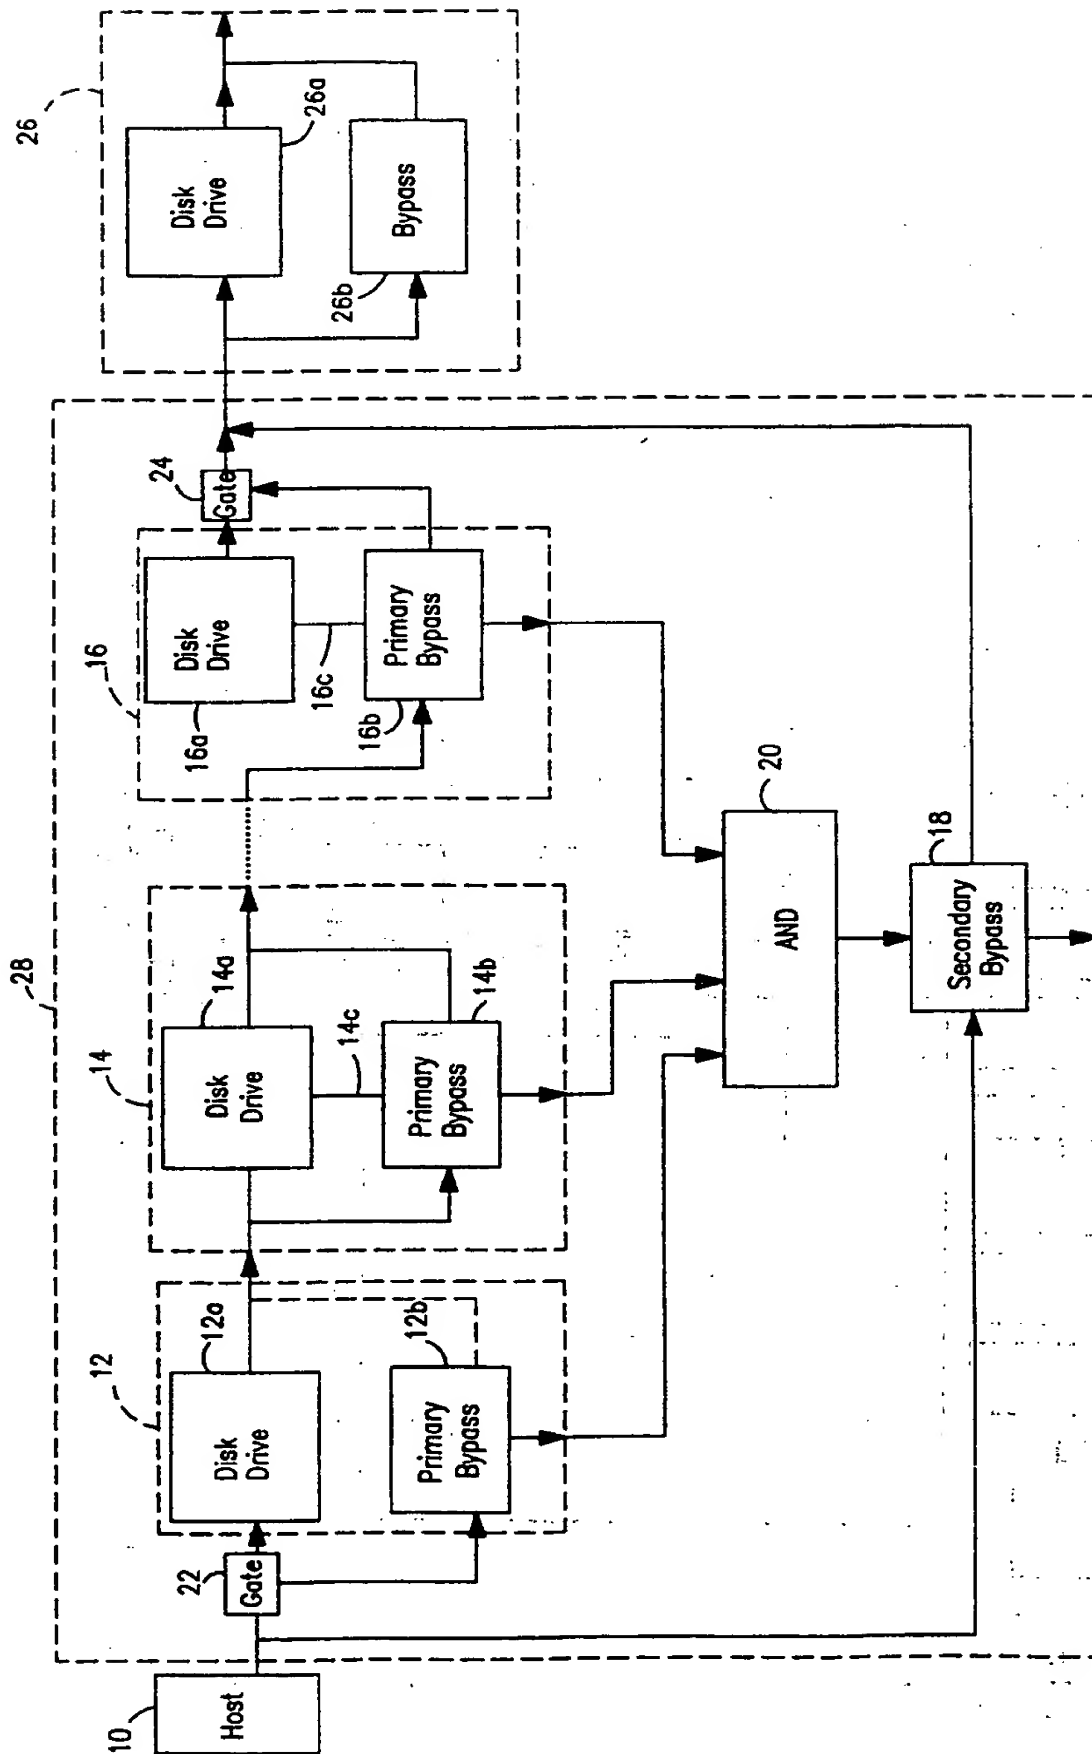 28
10
Host
22
Gate
12
Disk
Drive
12a
Primary
Bypass
12b
14
Disk
Drive
14a
14c
Primary
Bypass
14b
16
Disk
Drive
16a
16c
Primary
Bypass
16b
24
Gate
26
Disk
Drive
26a
Bypass
26b
AND
20
Secondary
Bypass
18